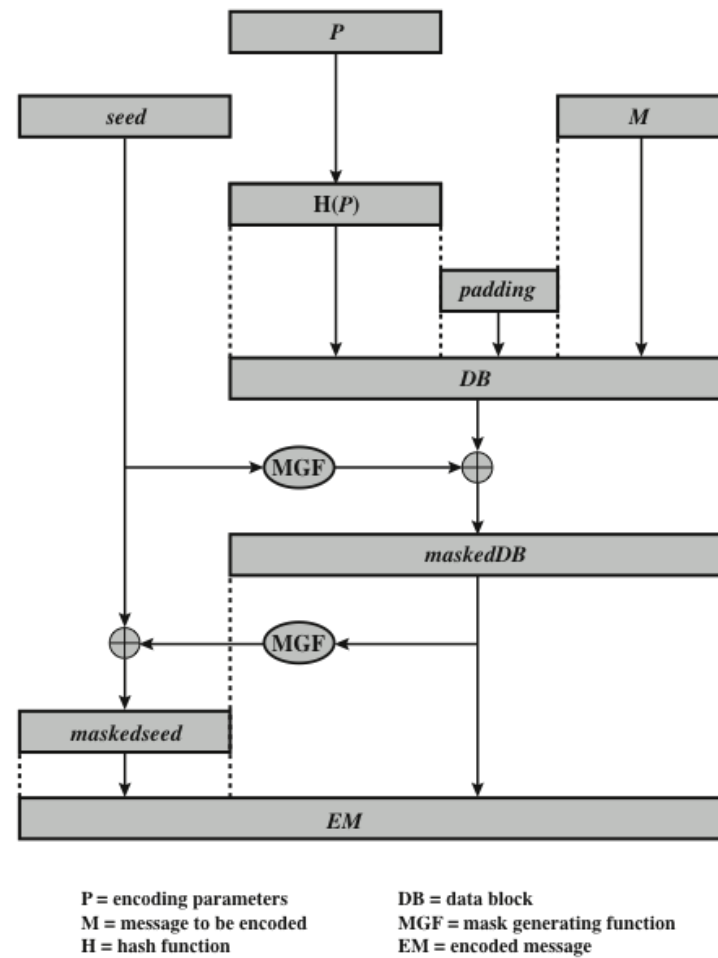 P
seed
M
H(P)
padding
DB
MGF
maskedDB
MGF
maskedseed
EM
P = encoding parameters
M = message to be encoded
H = hash function
DB = data block
MGF = mask generating function
EM = encoded message